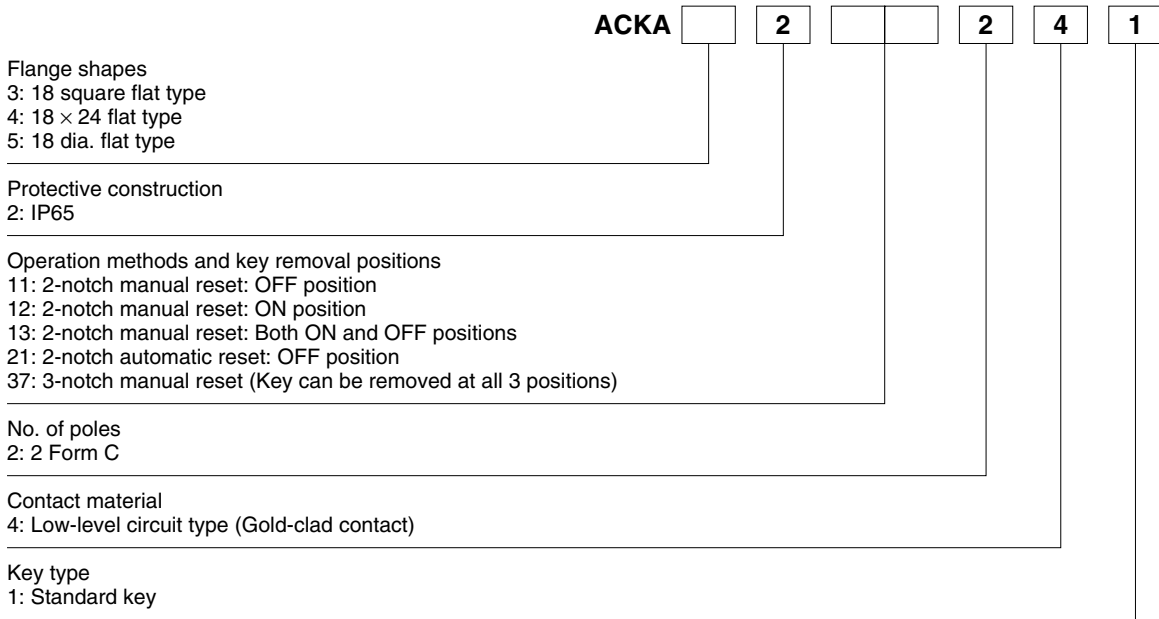 ACKA 2 2 4 1
Flange shapes
3: 18 square flat type
4: 18 × 24 flat type
5: 18 dia. flat type
Protective construction
2: IP65
Operation methods and key removal positions
11: 2-notch manual reset: OFF position
12: 2-notch manual reset: ON position
13: 2-notch manual reset: Both ON and OFF positions
21: 2-notch automatic reset: OFF position
37: 3-notch manual reset (Key can be removed at all 3 positions)
No. of poles
2: 2 Form C
Contact material
4: Low-level circuit type (Gold-clad contact)
Key type
1: Standard key